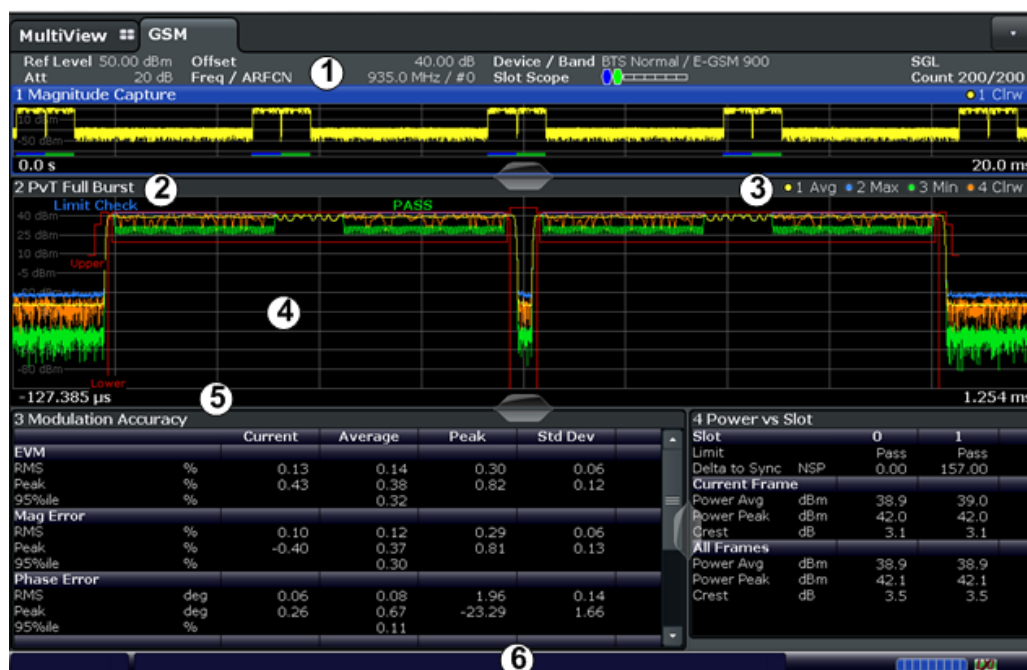 MultiView GSM
Ref Level 50.00 dBm Offset 40.00 dB Device / Band BTS Normal / E-GSM 900 SGL
Att 20 dB Freq / ARFCN 935.0 MHz / #0 Slot Scope Count 200/200
1
1 Magnitude Capture 1 Clrw
10 dBm
-50 dBm
0.0 s 20.0 ms
2 PvT Full Burst 2 3 1 Avg 2 Max 3 Min 4 Clrw
Limit Check PASS
40 dBm
25 dBm
10 dBm
Upper
-5 dBm
4
-80 dBm
Lower
-127.385 µs 5 1.254 ms
3 Modulation Accuracy
Current Average Peak Std Dev
EVM
RMS % 0.13 0.14 0.30 0.06
Peak % 0.43 0.38 0.82 0.12
95%ile % 0.32
Mag Error
RMS % 0.10 0.12 0.29 0.06
Peak % -0.40 0.37 0.81 0.13
95%ile % 0.30
Phase Error
RMS deg 0.06 0.08 1.96 0.14
Peak deg 0.26 0.67 -23.29 1.66
95%ile % 0.11
4 Power vs Slot
Slot 0 1
Limit Pass Pass
Delta to Sync NSP 0.00 157.00
Current Frame
Power Avg dBm 38.9 39.0
Power Peak dBm 42.0 42.0
Crest dB 3.1 3.1
All Frames
Power Avg dBm 38.9 38.9
Power Peak dBm 42.1 42.1
Crest dB 3.5 3.5
6